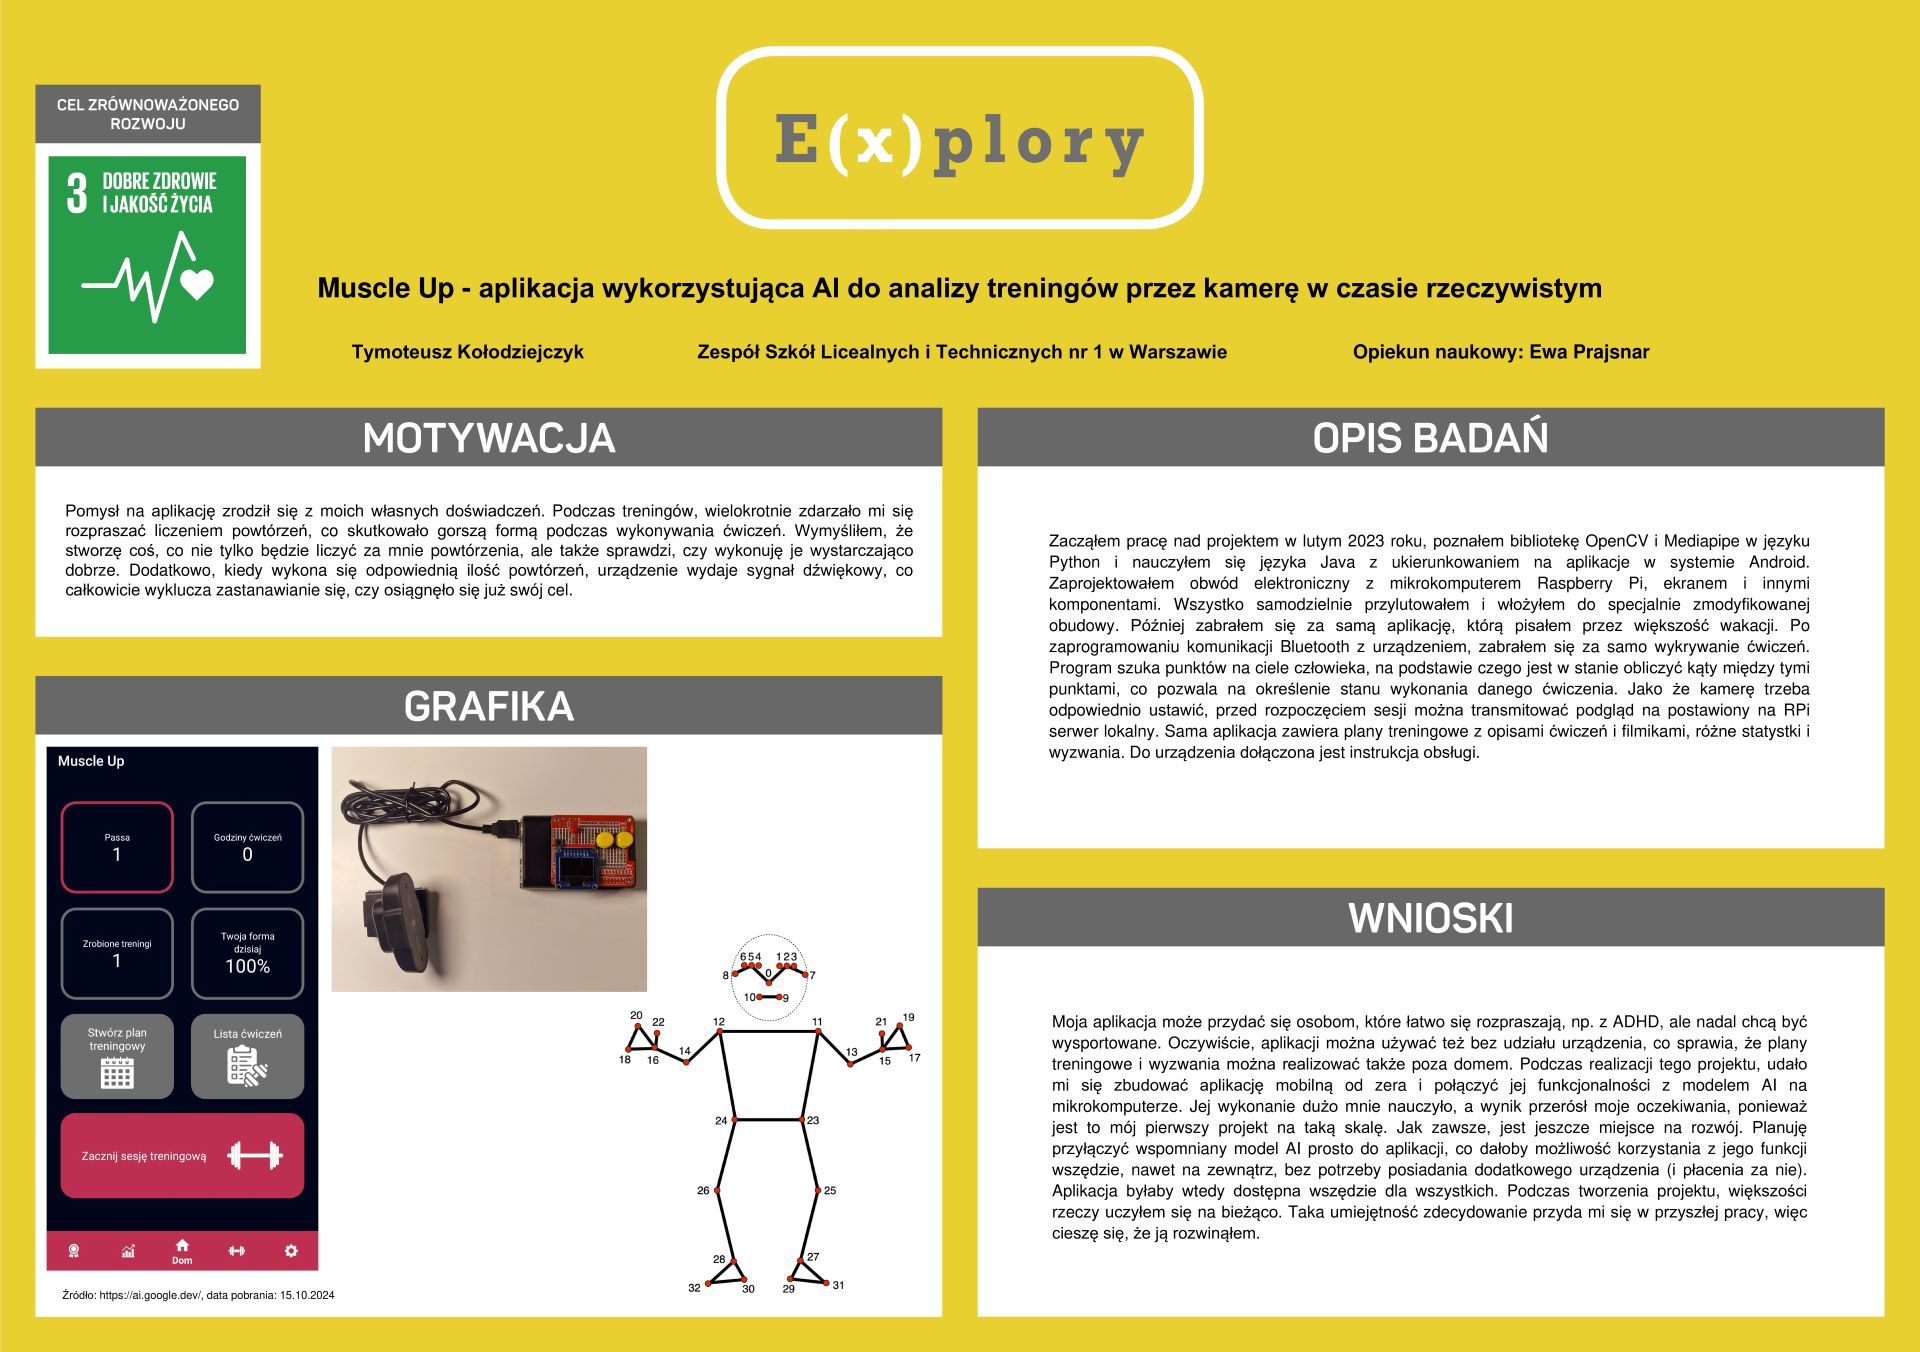 CEL ZRÓWNOWAŻONEGO
ROZWOJU
3 DOBRE ZDROWIE
I JAKOŚĆ ŻYCIA
E(x)plory
Muscle Up - aplikacja wykorzystująca AI do analizy treningów przez kamerę w czasie rzeczywistym
Tymoteusz Kołodziejczyk Zespół Szkół Licealnych i Technicznych nr 1 w Warszawie Opiekun naukowy: Ewa Prajsnar
MOTYWACJA
Pomysł na aplikację zrodził się z moich własnych doświadczeń. Podczas treningów, wielokrotnie zdarzało mi się
rozpraszać liczeniem powtórzeń, co skutkowało gorszą formą podczas wykonywania ćwiczeń. Wymyśliłem, że
stworzę coś, co nie tylko będzie liczyć za mnie powtórzenia, ale także sprawdzi, czy wykonuję je wystarczająco
dobrze. Dodatkowo, kiedy wykona się odpowiednią ilość powtórzeń, urządzenie wydaje sygnał dźwiękowy, co
całkowicie wyklucza zastanawianie się, czy osiągnęło się już swój cel.
GRAFIKA
Muscle Up
Passa
1
Godziny ćwiczeń
0
Zrobione treningi
1
Twoja forma
dzisiaj
100%
Stwórz plan
treningowy
Lista ćwiczeń
Zacznij sesję treningową
Dom
6 5 4 1 2 3
8 0 7
10 9
20 22 12 11 21 19
18 16 14 13 15 17
24 23
26 25
28 27
32 30 29 31
Źródło: https://ai.google.dev/, data pobrania: 15.10.2024
OPIS BADAŃ
Zacząłem pracę nad projektem w lutym 2023 roku, poznałem bibliotekę OpenCV i Mediapipe w języku
Python i nauczyłem się języka Java z ukierunkowaniem na aplikacje w systemie Android.
Zaprojektowałem obwód elektroniczny z mikrokomputerem Raspberry Pi, ekranem i innymi
komponentami. Wszystko samodzielnie przylutowałem i włożyłem do specjalnie zmodyfikowanej
obudowy. Później zabrałem się za samą aplikację, którą pisałem przez większość wakacji. Po
zaprogramowaniu komunikacji Bluetooth z urządzeniem, zabrałem się za samo wykrywanie ćwiczeń.
Program szuka punktów na ciele człowieka, na podstawie czego jest w stanie obliczyć kąty między tymi
punktami, co pozwala na określenie stanu wykonania danego ćwiczenia. Jako że kamerę trzeba
odpowiednio ustawić, przed rozpoczęciem sesji można transmitować podgląd na postawiony na RPi
serwer lokalny. Sama aplikacja zawiera plany treningowe z opisami ćwiczeń i filmikami, różne statystki i
wyzwania. Do urządzenia dołączona jest instrukcja obsługi.
WNIOSKI
Moja aplikacja może przydać się osobom, które łatwo się rozpraszają, np. z ADHD, ale nadal chcą być
wysportowane. Oczywiście, aplikacji można używać też bez udziału urządzenia, co sprawia, że plany
treningowe i wyzwania można realizować także poza domem. Podczas realizacji tego projektu, udało
mi się zbudować aplikację mobilną od zera i połączyć jej funkcjonalności z modelem AI na
mikrokomputerze. Jej wykonanie dużo mnie nauczyło, a wynik przerósł moje oczekiwania, ponieważ
jest to mój pierwszy projekt na taką skalę. Jak zawsze, jest jeszcze miejsce na rozwój. Planuję
przyłączyć wspomniany model AI prosto do aplikacji, co dałoby możliwość korzystania z jego funkcji
wszędzie, nawet na zewnątrz, bez potrzeby posiadania dodatkowego urządzenia (i płacenia za nie).
Aplikacja byłaby wtedy dostępna wszędzie dla wszystkich. Podczas tworzenia projektu, większości
rzeczy uczyłem się na bieżąco. Taka umiejętność zdecydowanie przyda mi się w przyszłej pracy, więc
cieszę się, że ją rozwinąłem.